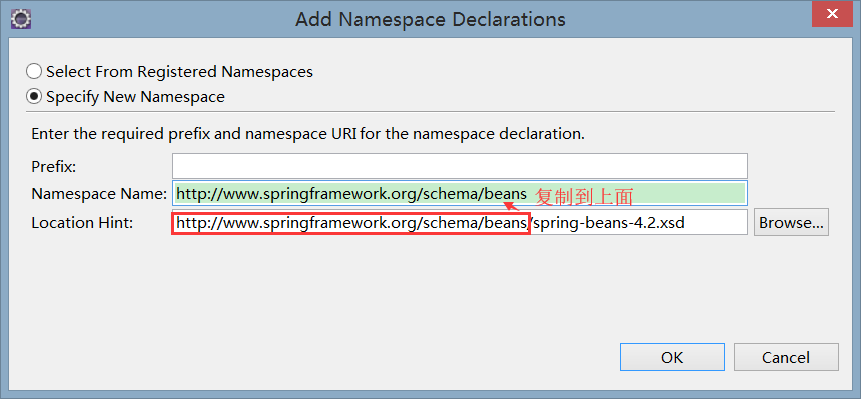 Add Namespace Declarations
Select From Registered Namespaces
Specify New Namespace
Enter the required prefix and namespace URI for the namespace declaration.
Prefix:
Namespace Name: http://www.springframework.org/schema/beans 复制到上面
Location Hint: http://www.springframework.org/schema/beans/spring-beans-4.2.xsd Browse...
OK Cancel